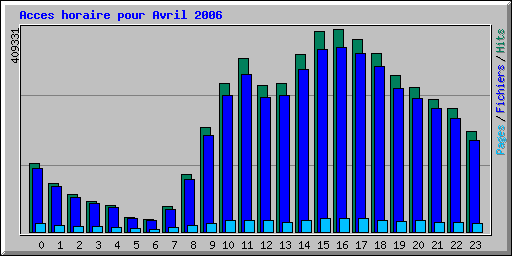 Acces horaire pour Avril 2006
409331
Pages / Fichiers / Hits
0 1 2 3 4 5 6 7 8 9 10 11 12 13 14 15 16 17 18 19 20 21 22 23